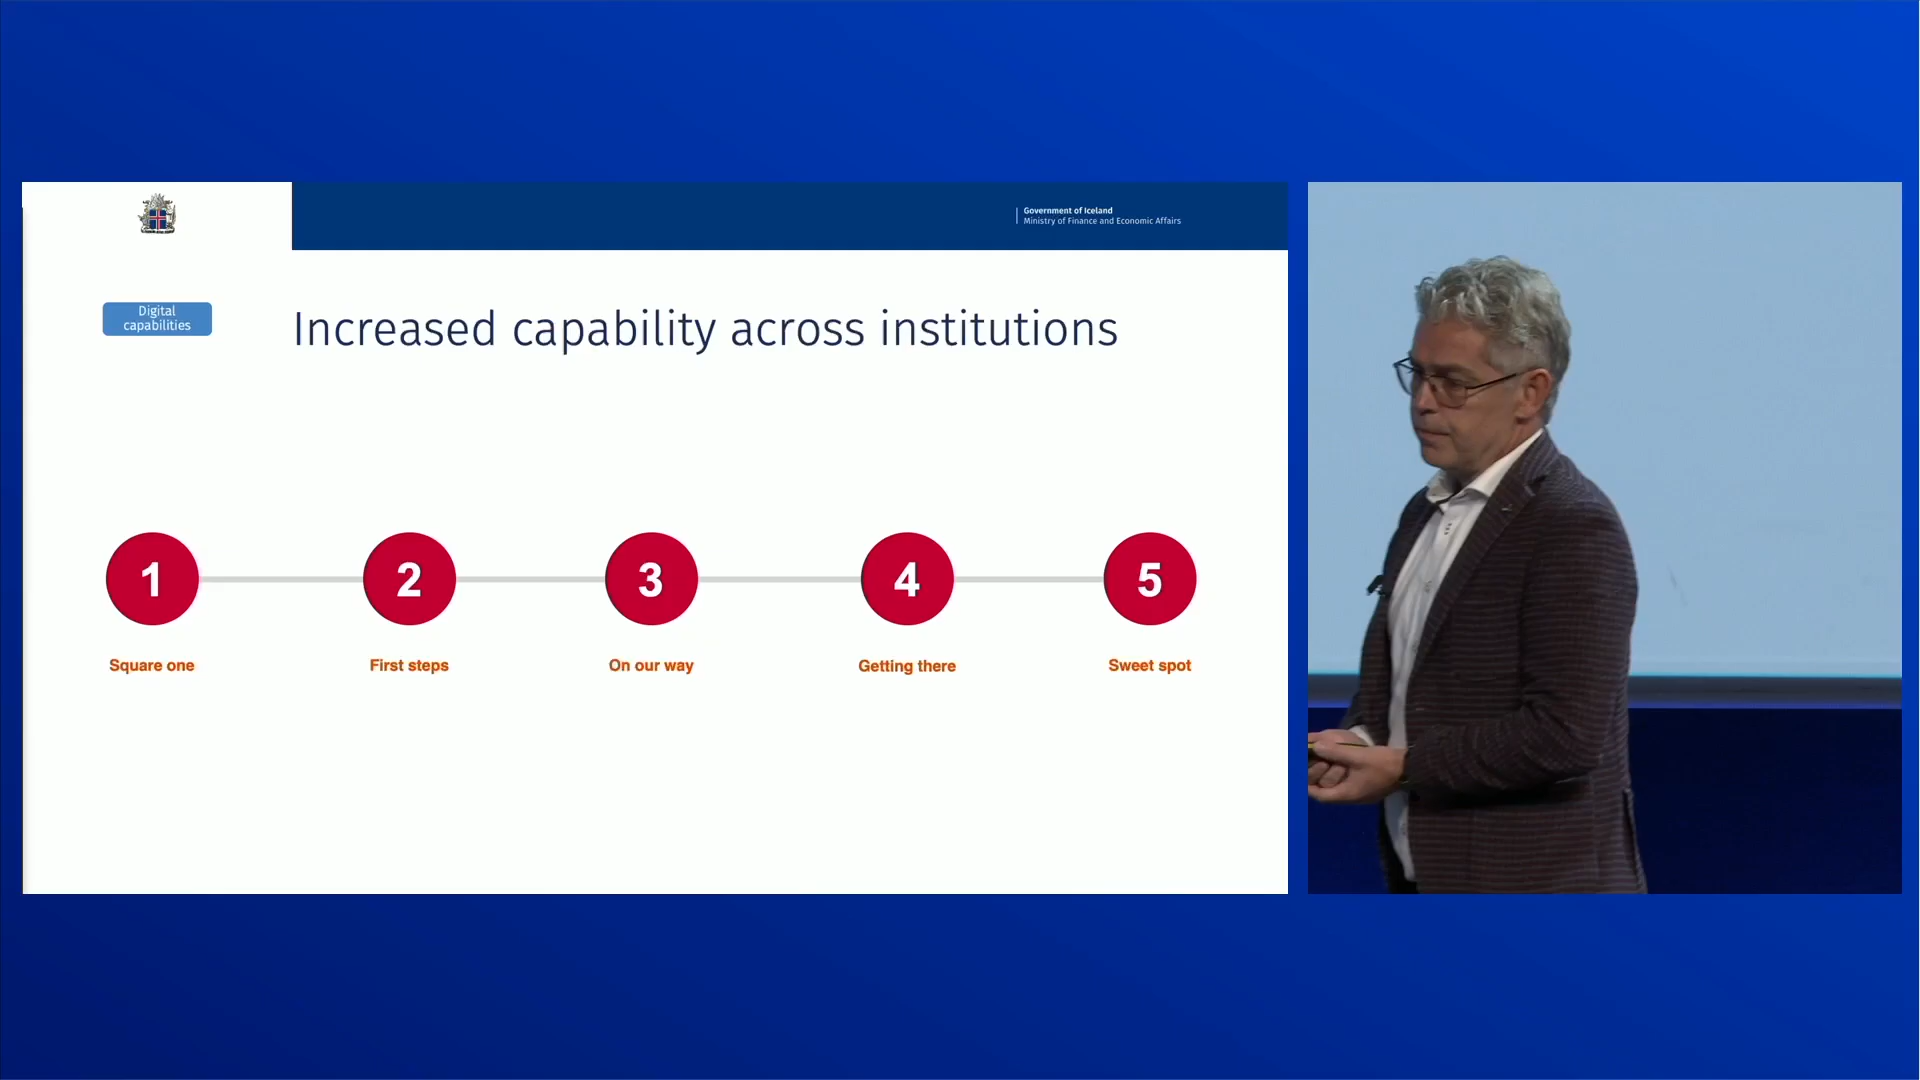 Government of Iceland
Ministry of Finance and Economic Affairs
Digital
capabilities
Increased capability across institutions
1
2
3
4
5
Square one
First steps
On our way
Getting there
Sweet spot